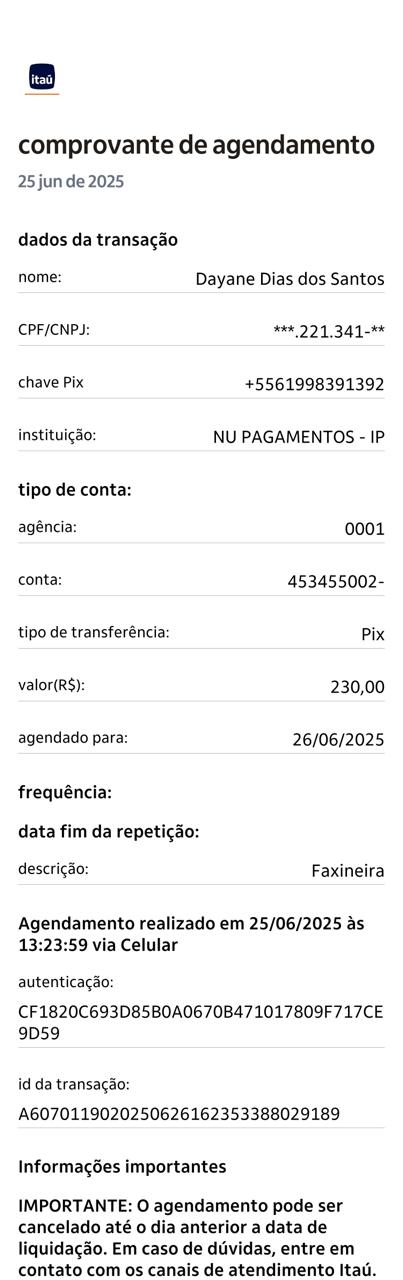 itaú
comprovante de agendamento
25 jun de 2025
dados da transação
nome: Dayane Dias dos Santos
CPF/CNPJ: ***.221.341-**
chave Pix +5561998391392
instituição: NU PAGAMENTOS - IP
tipo de conta:
agência: 0001
conta: 453455002-
tipo de transferência: Pix
valor(R$): 230,00
agendado para: 26/06/2025
frequência:
data fim da repetição:
descrição: Faxineira
Agendamento realizado em 25/06/2025 às
13:23:59 via Celular
autenticação:
CF1820C693D85B0A0670B471017809F717CE
9D59
id da transação:
A60701190202506261623533880​29189
Informações importantes
IMPORTANTE: O agendamento pode ser
cancelado até o dia anterior a data de
liquidação. Em caso de dúvidas, entre em
contato com os canais de atendimento Itaú.